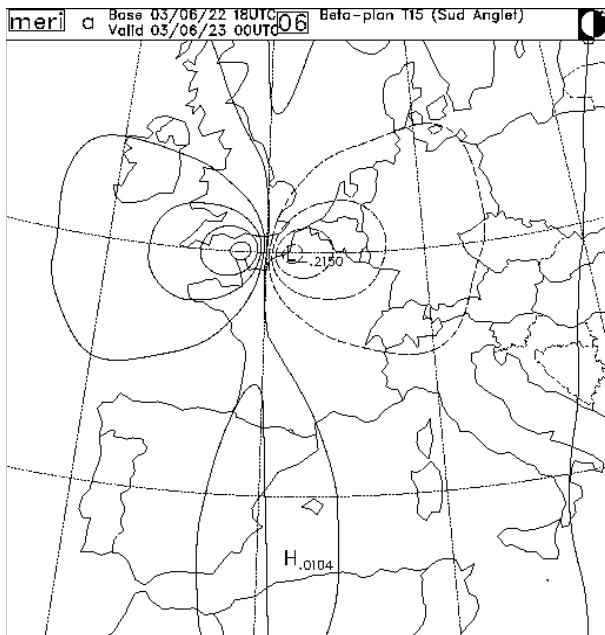 meri a Base 03/06/22 18UTC 06 Beta-plan T15 (Sud Anglet)
Valid 03/06/23 00UTC
L -.2150
H .0104